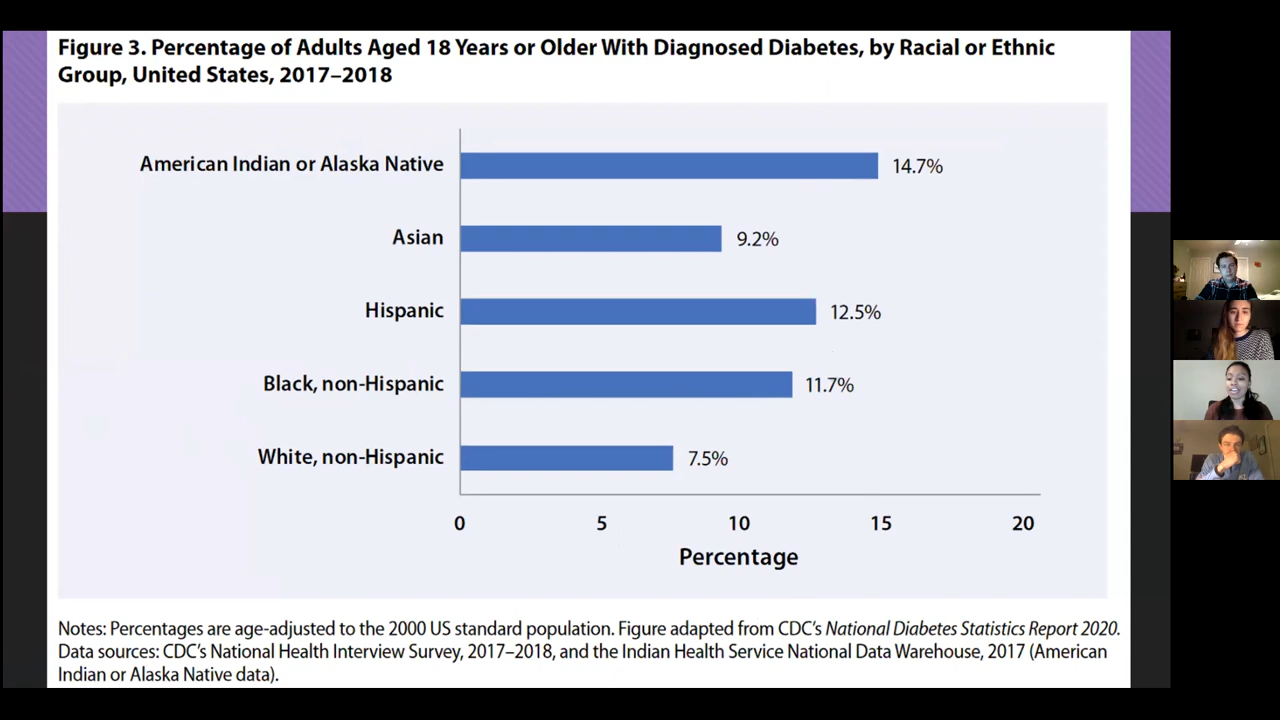 Figure 3. Percentage of Adults Aged 18 Years or Older With Diagnosed Diabetes, by Racial or Ethnic
Group, United States, 2017–2018
American Indian or Alaska Native 14.7%
Asian 9.2%
Hispanic 12.5%
Black, non-Hispanic 11.7%
White, non-Hispanic 7.5%
0 5 10 15 20
Percentage
Notes: Percentages are age-adjusted to the 2000 US standard population. Figure adapted from CDC’s National Diabetes Statistics Report 2020.
Data sources: CDC’s National Health Interview Survey, 2017–2018, and the Indian Health Service National Data Warehouse, 2017 (American
Indian or Alaska Native data).